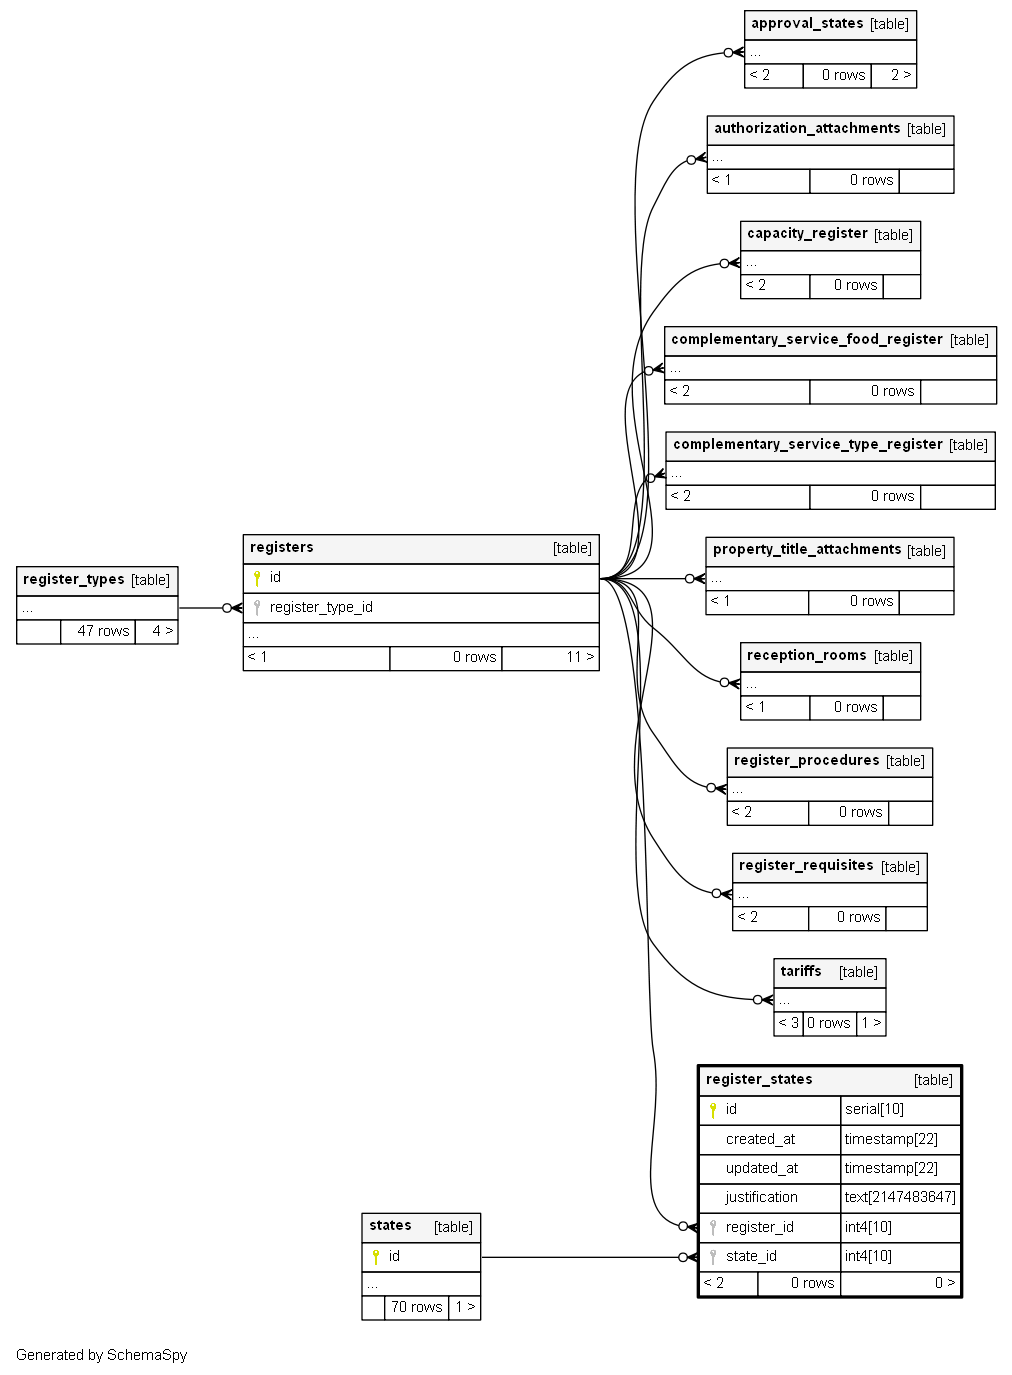 approval_states [table]
...
< 2 0 rows 2 >
authorization_attachments [table]
...
< 1 0 rows
capacity_register [table]
...
< 2 0 rows
complementary_service_food_register [table]
...
< 2 0 rows
complementary_service_type_register [table]
...
< 2 0 rows
property_title_attachments [table]
...
< 1 0 rows
registers [table]
id
register_type_id
...
< 1 0 rows 11 >
register_types [table]
...
47 rows 4 >
reception_rooms [table]
...
< 1 0 rows
register_procedures [table]
...
< 2 0 rows
register_requisites [table]
...
< 2 0 rows
tariffs [table]
...
< 3 0 rows 1 >
register_states [table]
id serial[10]
created_at timestamp[22]
updated_at timestamp[22]
justification text[2147483647]
register_id int4[10]
state_id int4[10]
< 2 0 rows 0 >
states [table]
id
...
70 rows 1 >
Generated by SchemaSpy